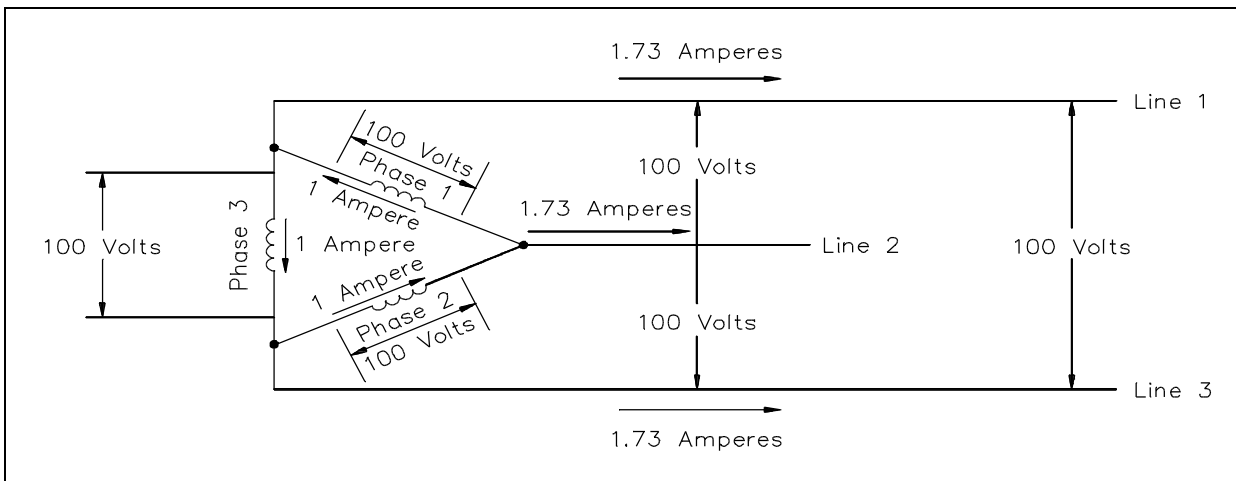 1.73 Amperes
Line 1
100 Volts
Phase 1
1 Ampere
100 Volts
1.73 Amperes
Phase 3
100 Volts
1 Ampere
Line 2
100 Volts
1 Ampere
Phase 2
100 Volts
100 Volts
Line 3
1.73 Amperes